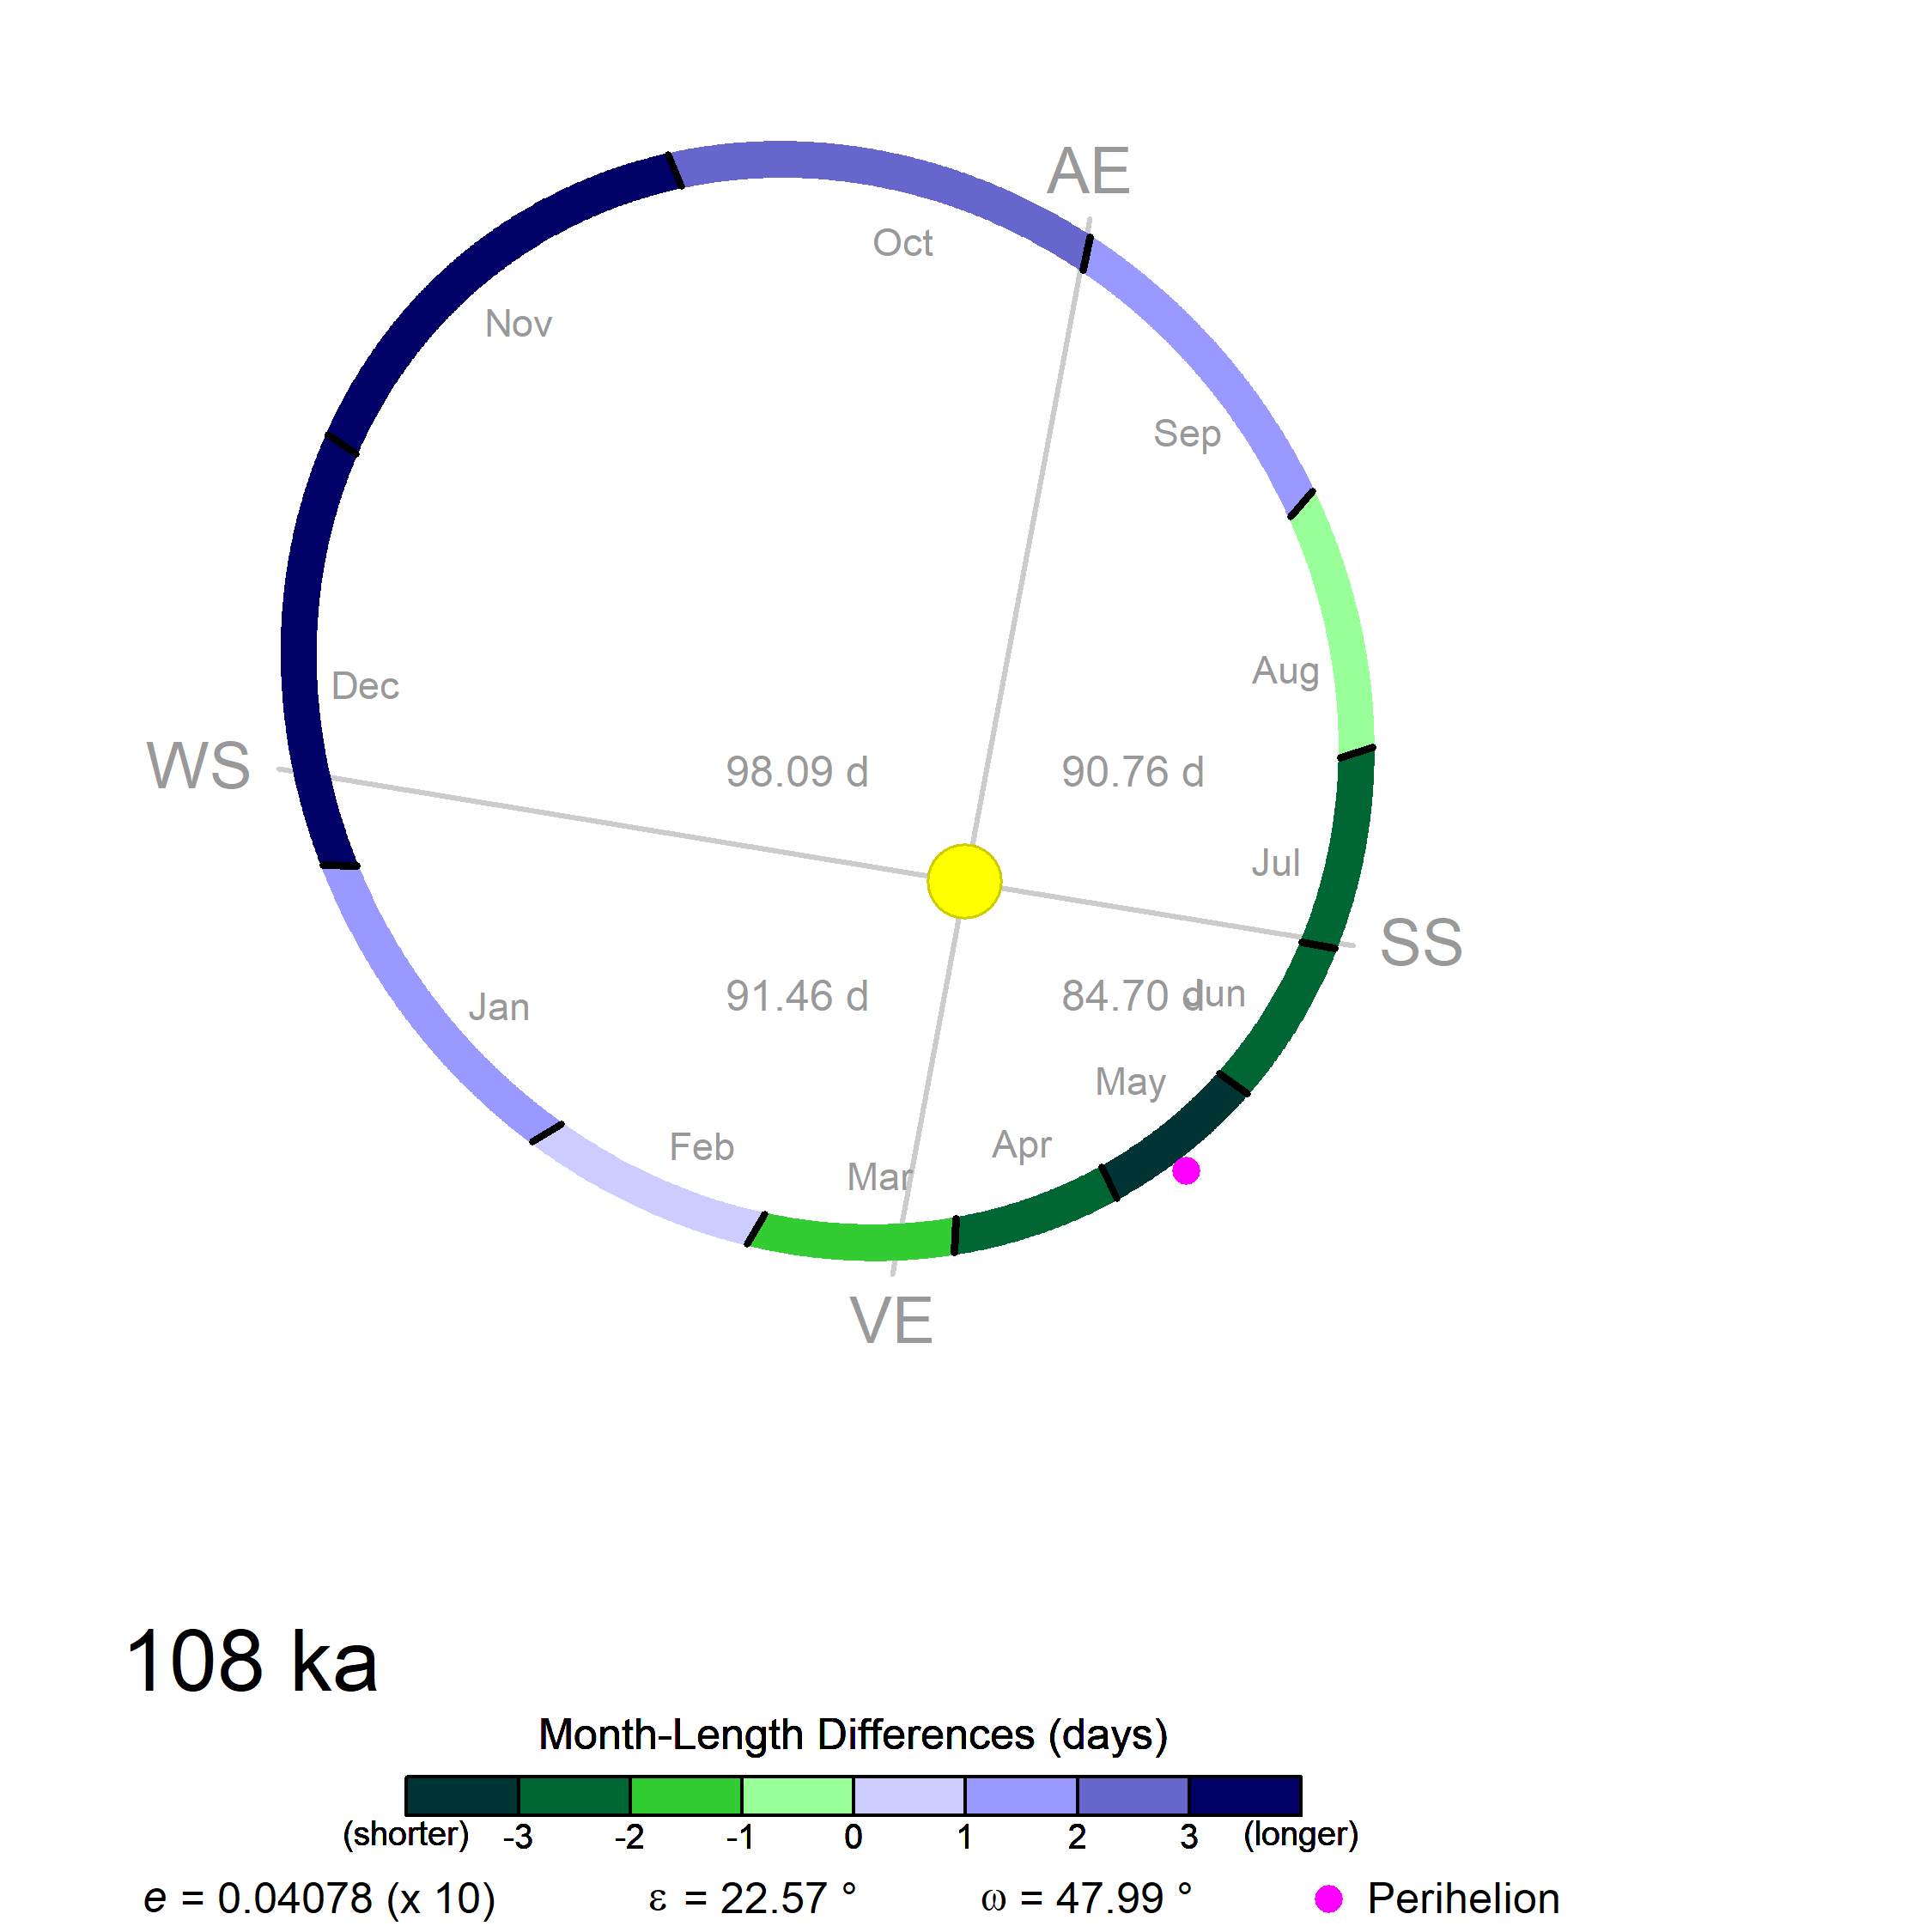 AE
Oct
Nov
Sep
Aug
Dec
WS
98.09 d
90.76 d
Jul
SS
91.46 d
84.70 d
Jun
Jan
May
Apr
Feb
Mar
VE
108 ka
Month-Length Differences (days)
(shorter) -3 -2 -1 0 1 2 3 (longer)
e = 0.04078 (x 10) ε = 22.57 ° ω = 47.99 ° Perihelion